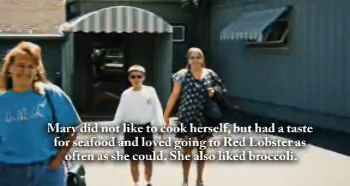 Mary did not like to cook herself, but had a taste
for seafood and loved going to Red Lobster as
often as she could. She also liked broccoli.